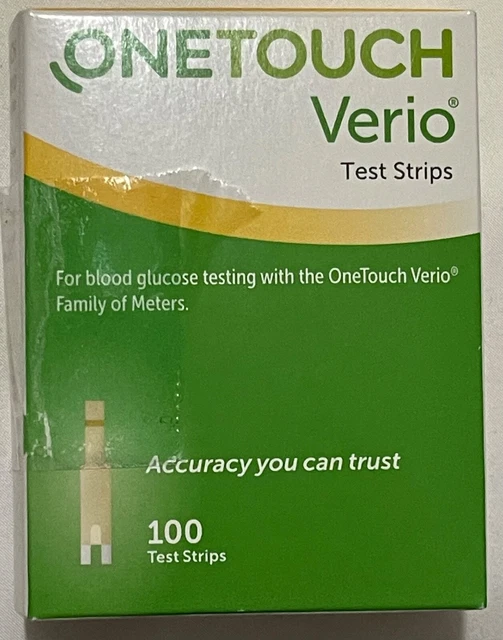 ONETOUCH
Verio®
Test Strips
For blood glucose testing with the OneTouch Verio®
Family of Meters.
Accuracy you can trust
100
Test Strips